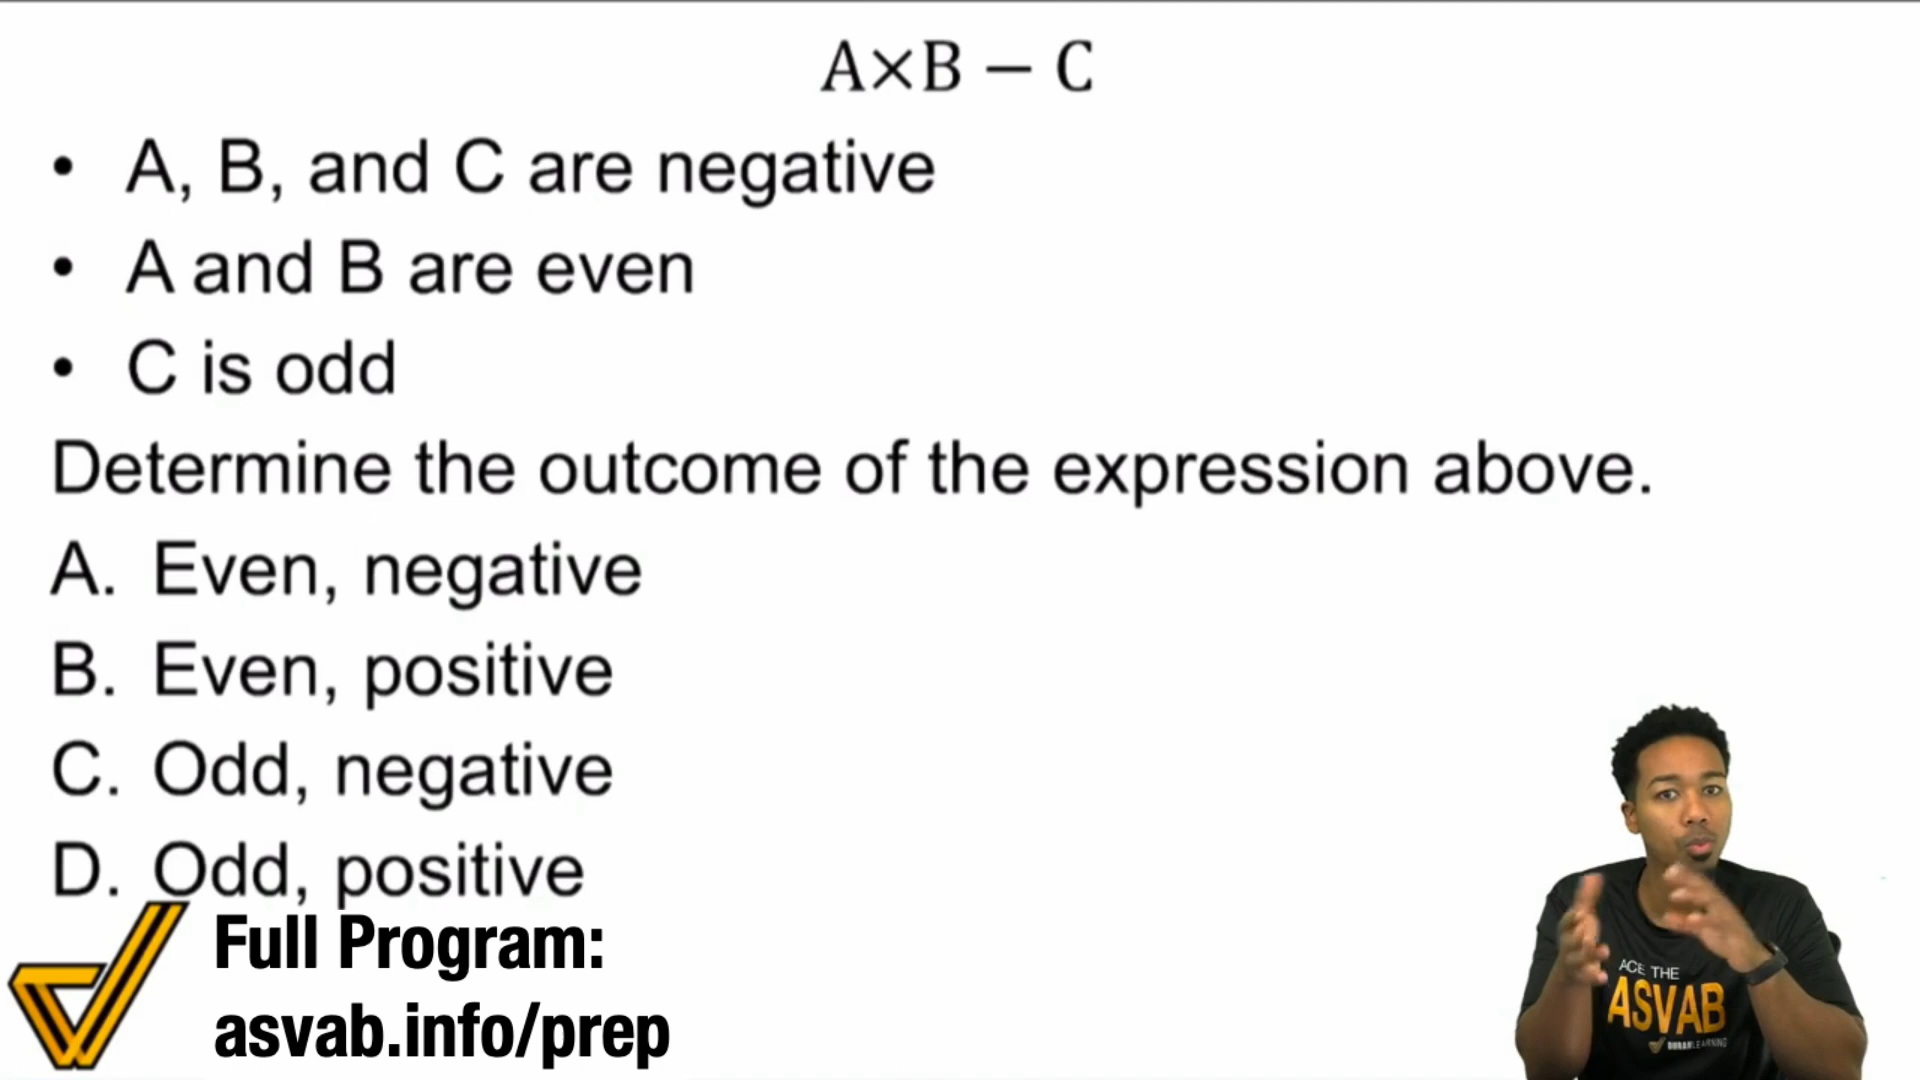 A×B − C
• A, B, and C are negative
• A and B are even
• C is odd
Determine the outcome of the expression above.
A. Even, negative
B. Even, positive
C. Odd, negative
D. Odd, positive
Full Program:
asvab.info/prep
ACE THE
ASVAB